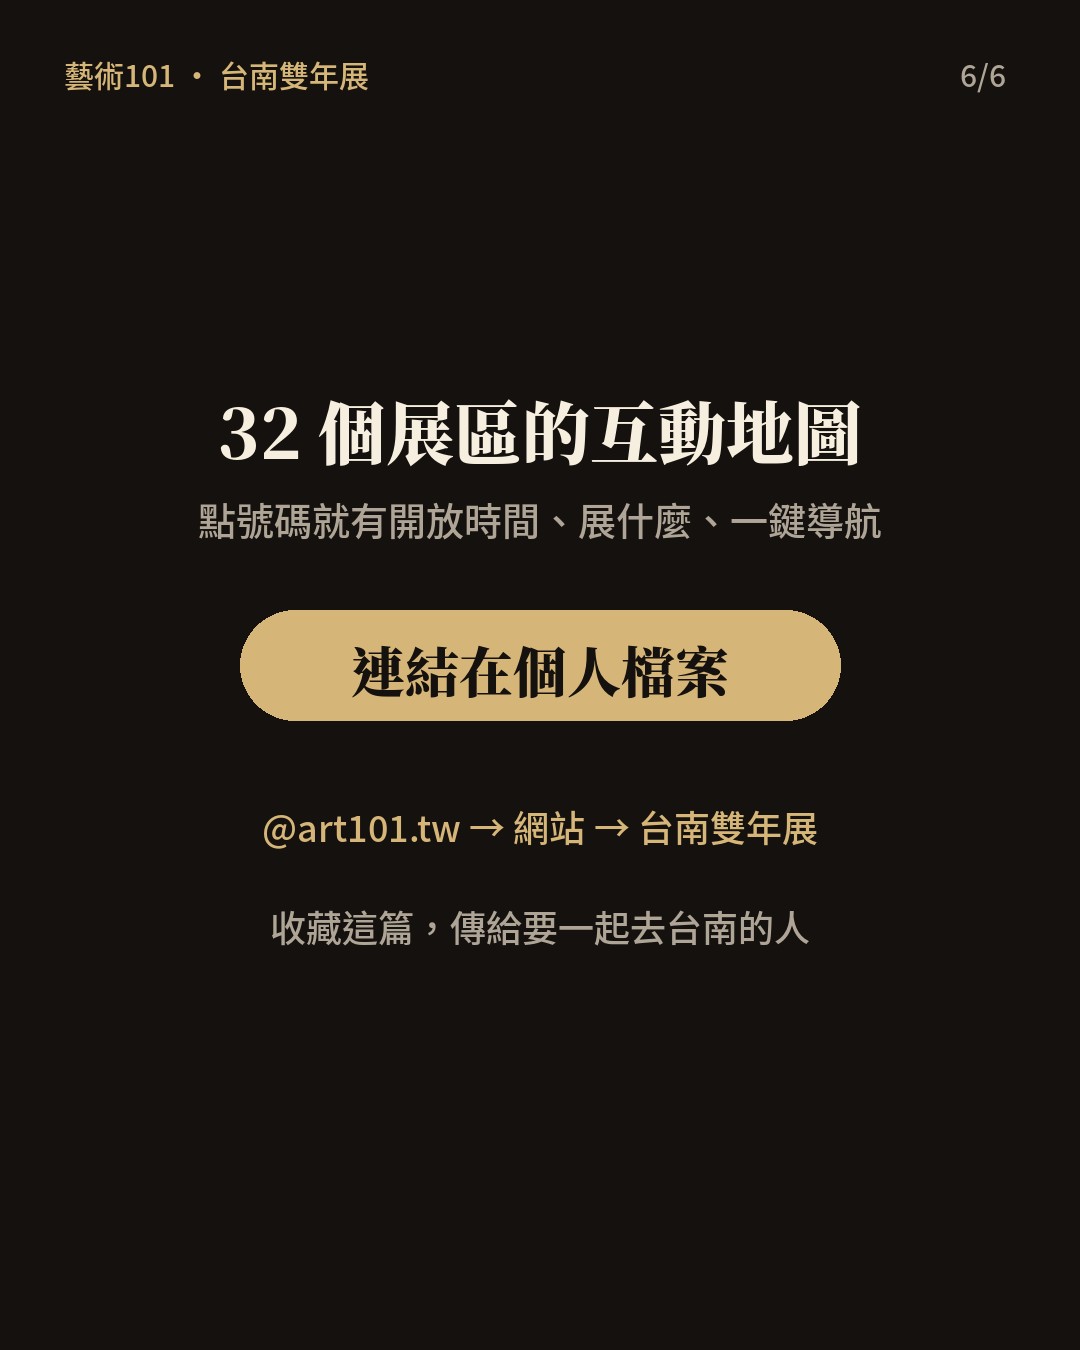 藝術101 · 台南雙年展
6/6
32 個展區的互動地圖
點號碼就有開放時間、展什麼、一鍵導航
連結在個人檔案
@art101.tw → 網站 → 台南雙年展
收藏這篇，傳給要一起去台南的人